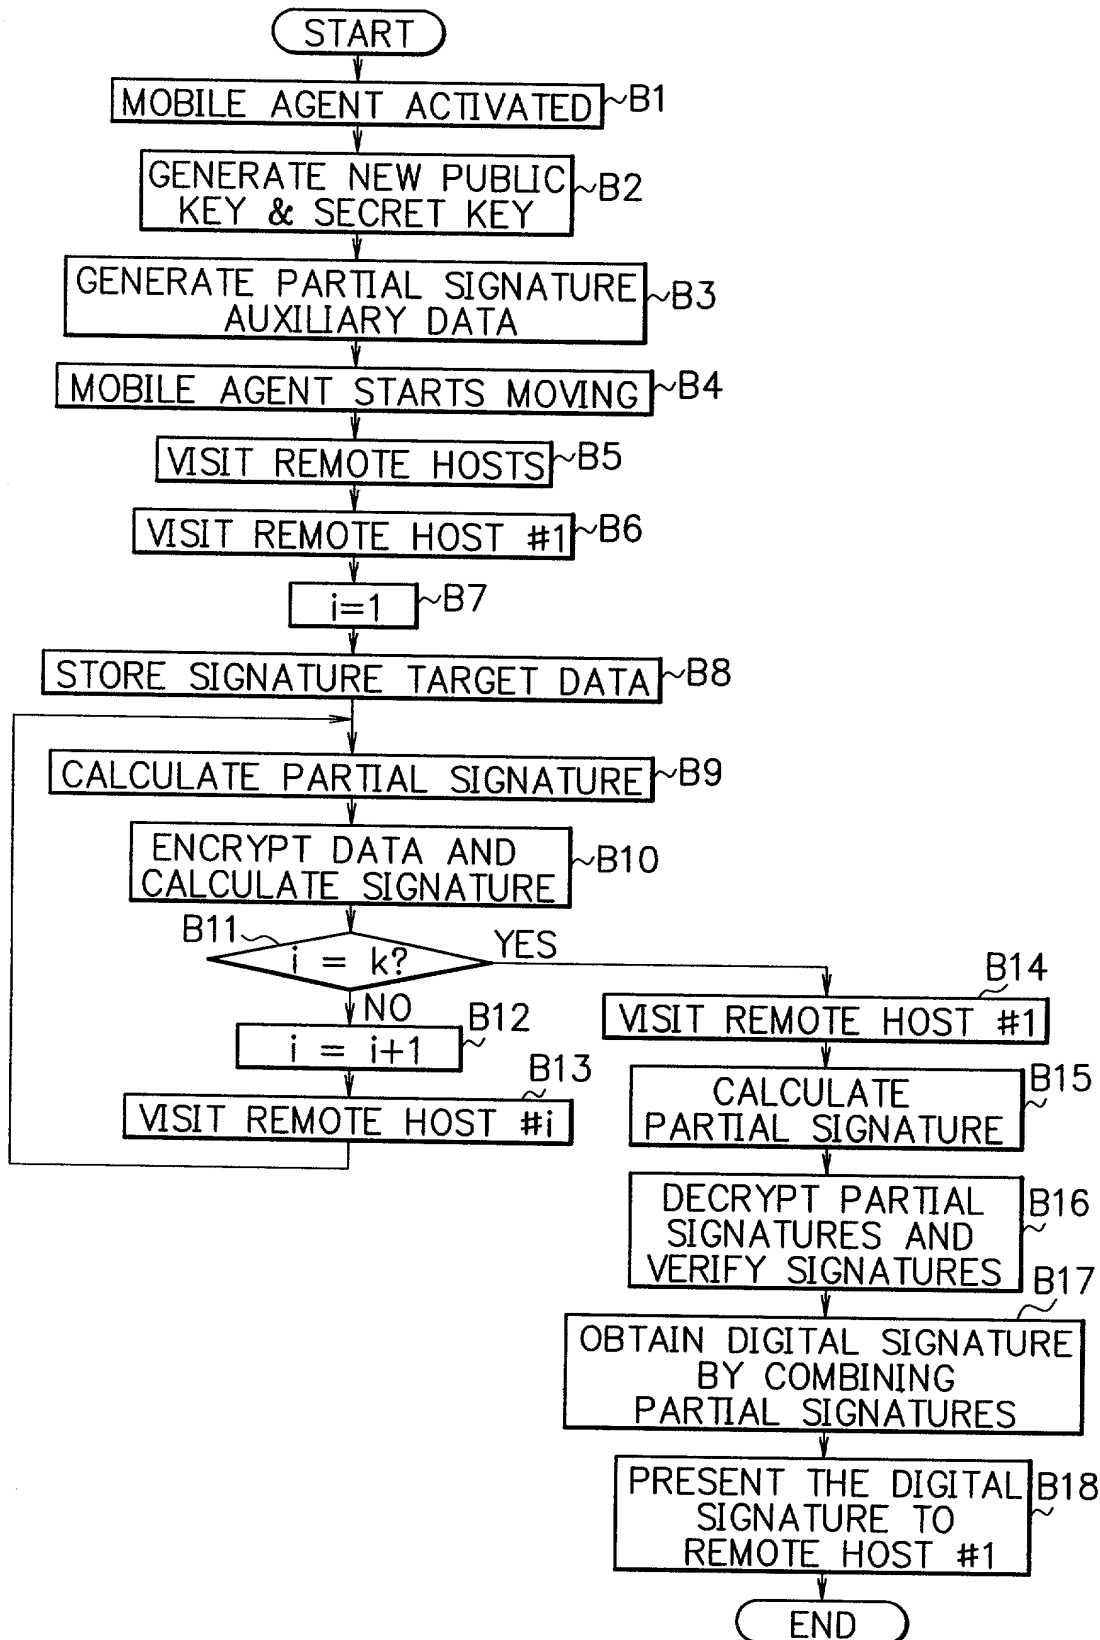 START
MOBILE AGENT ACTIVATED
B1
GENERATE NEW PUBLIC
KEY & SECRET KEY
B2
GENERATE PARTIAL SIGNATURE
AUXILIARY DATA
B3
MOBILE AGENT STARTS MOVING
B4
VISIT REMOTE HOSTS
B5
VISIT REMOTE HOST #1
B6
i=1
B7
STORE SIGNATURE TARGET DATA
B8
CALCULATE PARTIAL SIGNATURE
B9
ENCRYPT DATA AND
CALCULATE SIGNATURE
B10
B11
i = k?
YES
NO
i = i+1
B12
VISIT REMOTE HOST #i
B13
B14
VISIT REMOTE HOST #1
CALCULATE
PARTIAL SIGNATURE
B15
DECRYPT PARTIAL
SIGNATURES AND
VERIFY SIGNATURES
B16
B17
OBTAIN DIGITAL SIGNATURE
BY COMBINING
PARTIAL SIGNATURES
PRESENT THE DIGITAL
SIGNATURE TO
REMOTE HOST #1
B18
END